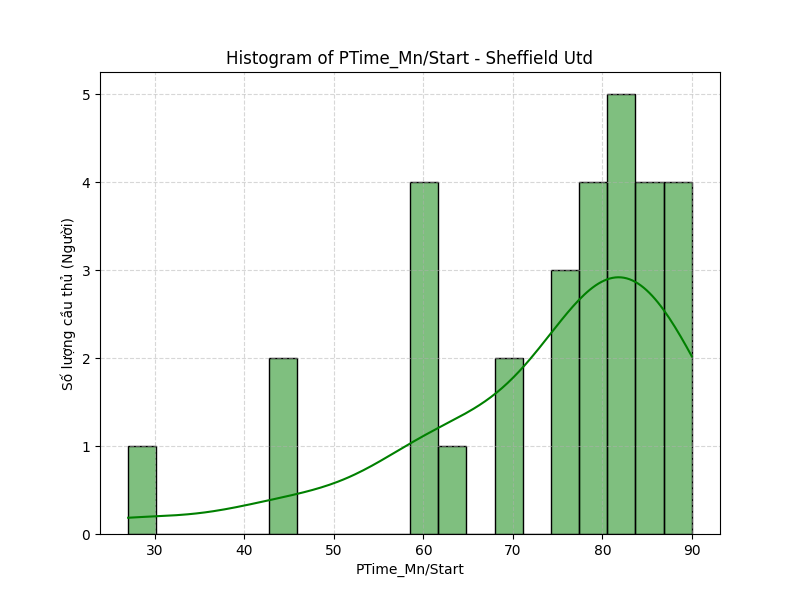 Histogram of PTime_Mn/Start - Sheffield Utd
Số lượng cầu thủ (Người)
5
4
3
2
1
0
30 40 50 60 70 80 90
PTime_Mn/Start